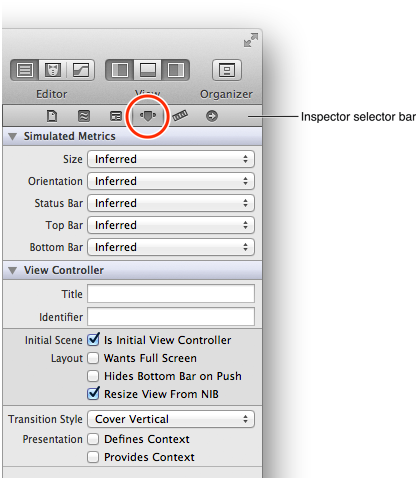 Editor View Organizer
Inspector selector bar
Simulated Metrics
Size Inferred
Orientation Inferred
Status Bar Inferred
Top Bar Inferred
Bottom Bar Inferred
View Controller
Title
Identifier
Initial Scene Is Initial View Controller
Layout Wants Full Screen
Hides Bottom Bar on Push
Resize View From NIB
Transition Style Cover Vertical
Presentation Defines Context
Provides Context